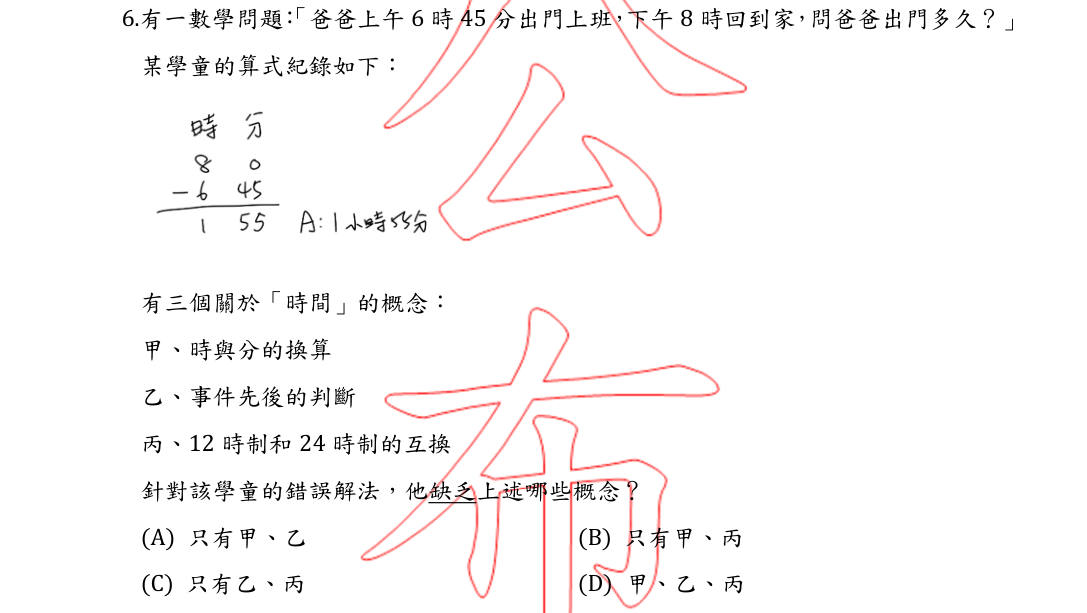 6.有一數學問題：「爸爸上午 6 時 45 分出門上班，下午 8 時回到家，問爸爸出門多久？」
某學童的算式紀錄如下：
時 分
8 0
－6 45
1 55 A:1小時55分
有三個關於「時間」的概念：
甲、時與分的換算
乙、事件先後的判斷
丙、12 時制和 24 時制的互換
針對該學童的錯誤解法，他缺乏上述哪些概念？
(A) 只有甲、乙 (B) 只有甲、丙
(C) 只有乙、丙 (D) 甲、乙、丙
公布